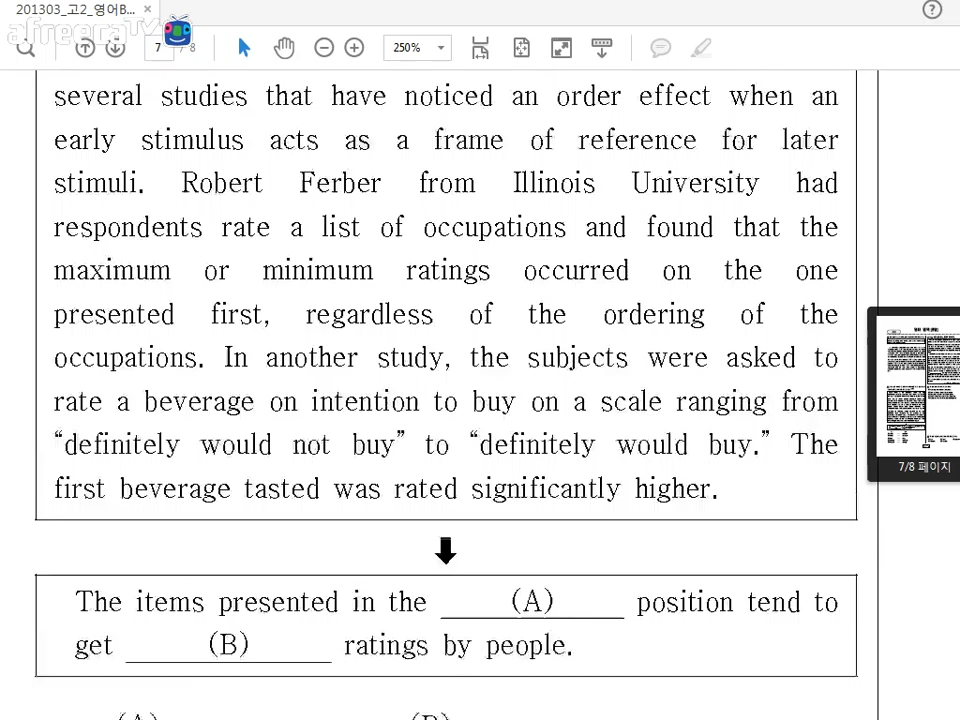 201303_고2_영어B...
×
afreecaTV
7 / 8
250%
several studies that have noticed an order effect when an
early stimulus acts as a frame of reference for later
stimuli. Robert Ferber from Illinois University had
respondents rate a list of occupations and found that the
maximum or minimum ratings occurred on the one
presented first, regardless of the ordering of the
occupations. In another study, the subjects were asked to
rate a beverage on intention to buy on a scale ranging from
“definitely would not buy” to “definitely would buy.” The
first beverage tasted was rated significantly higher.
The items presented in the (A) position tend to
get (B) ratings by people.
(A) (B)
7/8 페이지